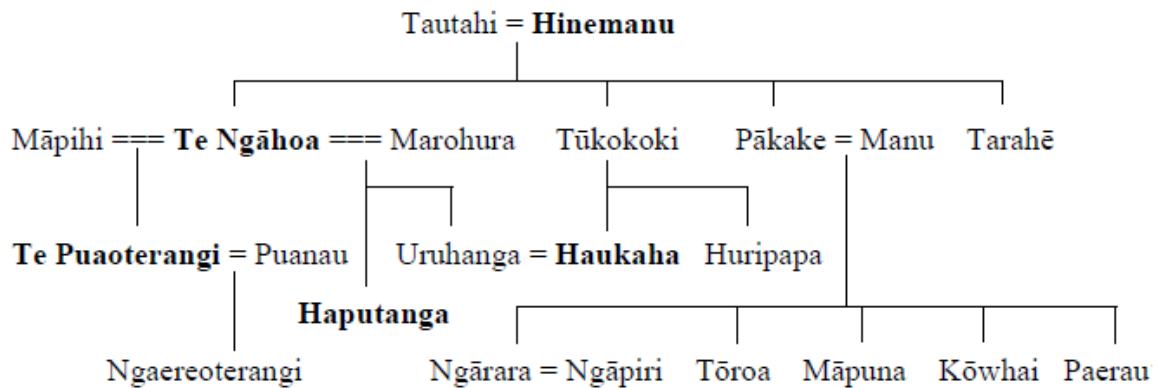 Tautahi = Hinemanu
Māpihi === Te Ngāhoa === Marohura Tūkokoki Pākake = Manu Tarahē
Te Puaoterangi = Puanau Uruhanga = Haukaha Huripapa
Haputanga
Ngaereoterangi Ngārara = Ngāpiri Tōroa Māpuna Kōwhai Paerau